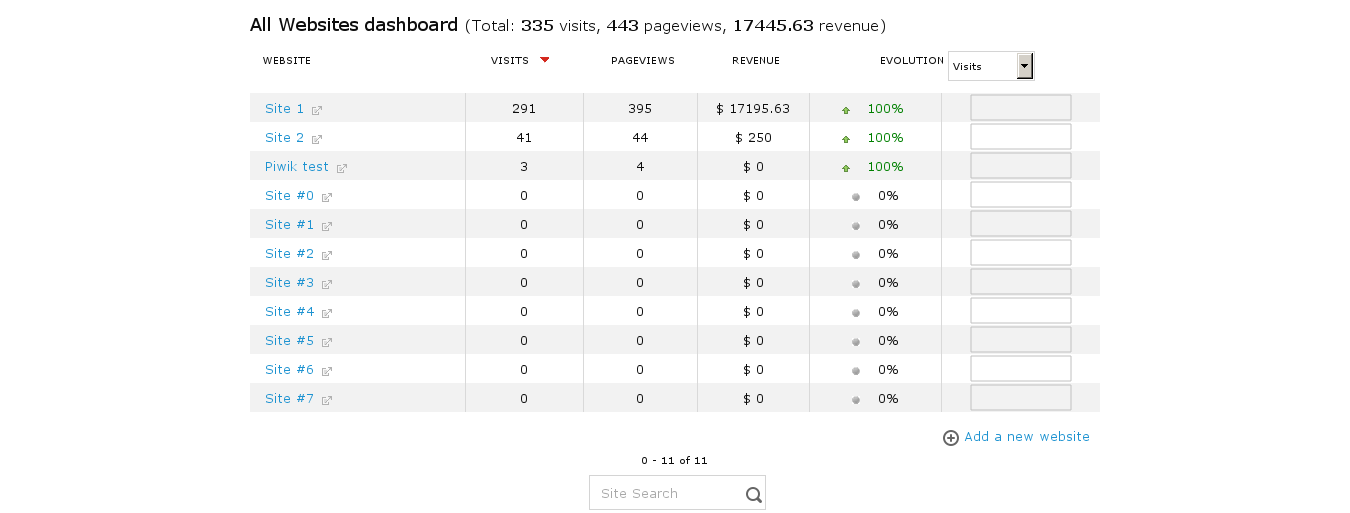 All Websites dashboard (Total: 335 visits, 443 pageviews, 17445.63 revenue)
WEBSITE VISITS PAGEVIEWS REVENUE EVOLUTION Visits
Site 1 291 395 $ 17195.63 100%
Site 2 41 44 $ 250 100%
Piwik test 3 4 $ 0 100%
Site #0 0 0 $ 0 0%
Site #1 0 0 $ 0 0%
Site #2 0 0 $ 0 0%
Site #3 0 0 $ 0 0%
Site #4 0 0 $ 0 0%
Site #5 0 0 $ 0 0%
Site #6 0 0 $ 0 0%
Site #7 0 0 $ 0 0%
Add a new website
0 - 11 of 11
Site Search